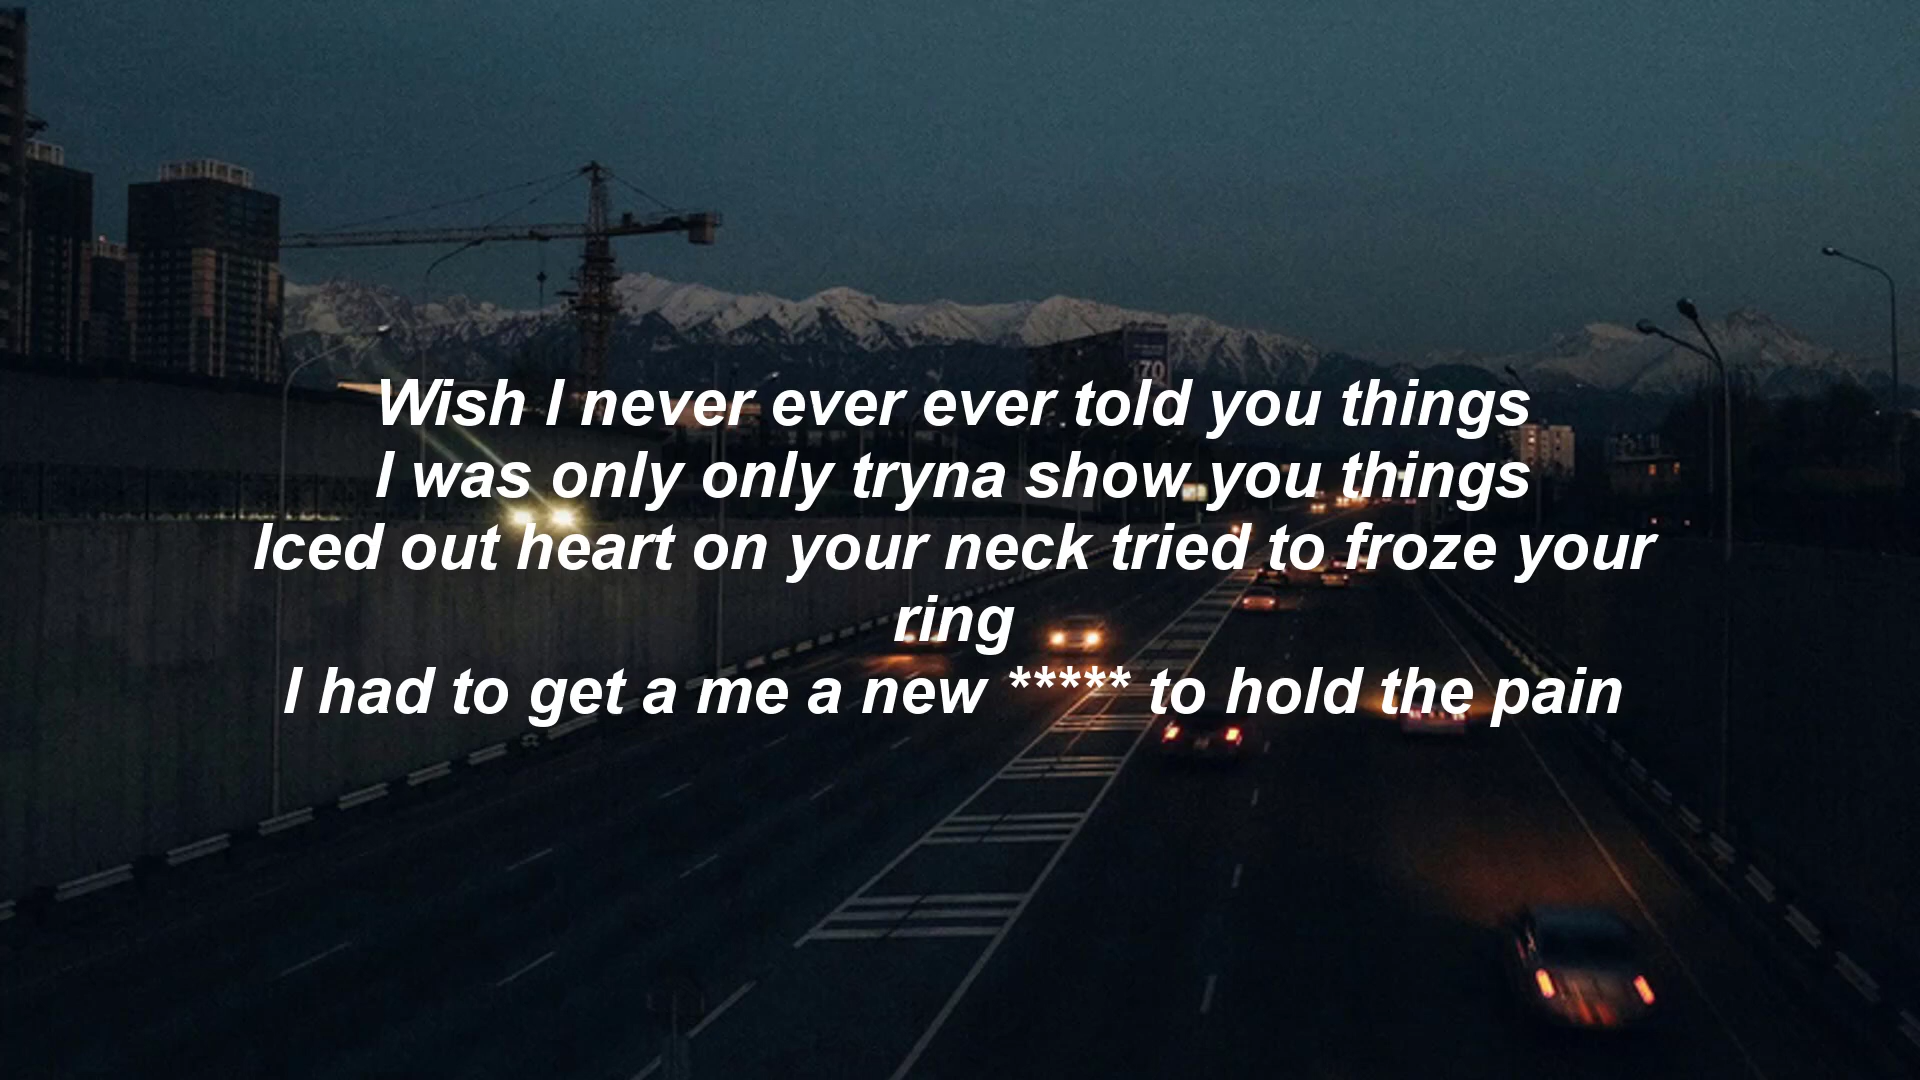 70
Wish I never ever ever told you things
I was only only tryna show you things
Iced out heart on your neck tried to froze your
ring
I had to get a me a new ***** to hold the pain